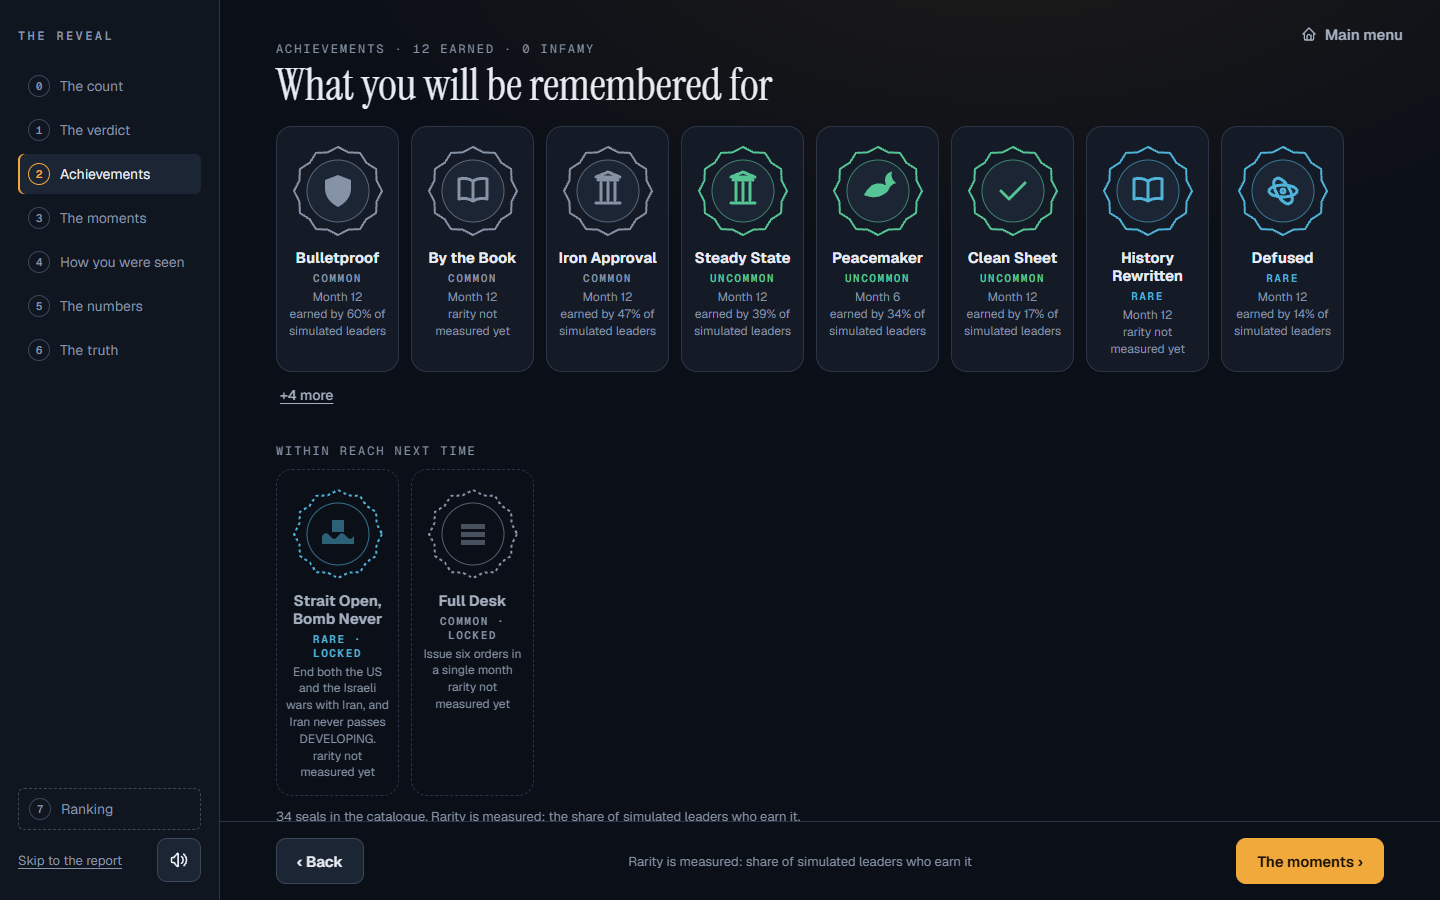 THE REVEAL
0 The count
1 The verdict
2 Achievements
3 The moments
4 How you were seen
5 The numbers
6 The truth
7 Ranking
Skip to the report
Main menu
ACHIEVEMENTS · 12 EARNED · 0 INFAMY
What you will be remembered for
Bulletproof
COMMON
Month 12
earned by 60% of
simulated leaders
By the Book
COMMON
Month 12
rarity not
measured yet
Iron Approval
COMMON
Month 12
earned by 47% of
simulated leaders
Steady State
UNCOMMON
Month 12
earned by 39% of
simulated leaders
Peacemaker
UNCOMMON
Month 6
earned by 34% of
simulated leaders
Clean Sheet
UNCOMMON
Month 12
earned by 17% of
simulated leaders
History
Rewritten
RARE
Month 12
rarity not
measured yet
Defused
RARE
Month 12
earned by 14% of
simulated leaders
+4 more
WITHIN REACH NEXT TIME
Strait Open,
Bomb Never
RARE ·
LOCKED
End both the US
and the Israeli
wars with Iran, and
Iran never passes
DEVELOPING.
rarity not
measured yet
Full Desk
COMMON ·
LOCKED
Issue six orders in
a single month
rarity not
measured yet
34 seals in the catalogue. Rarity is measured: the share of simulated leaders who earn it.
‹ Back
Rarity is measured: share of simulated leaders who earn it
The moments ›